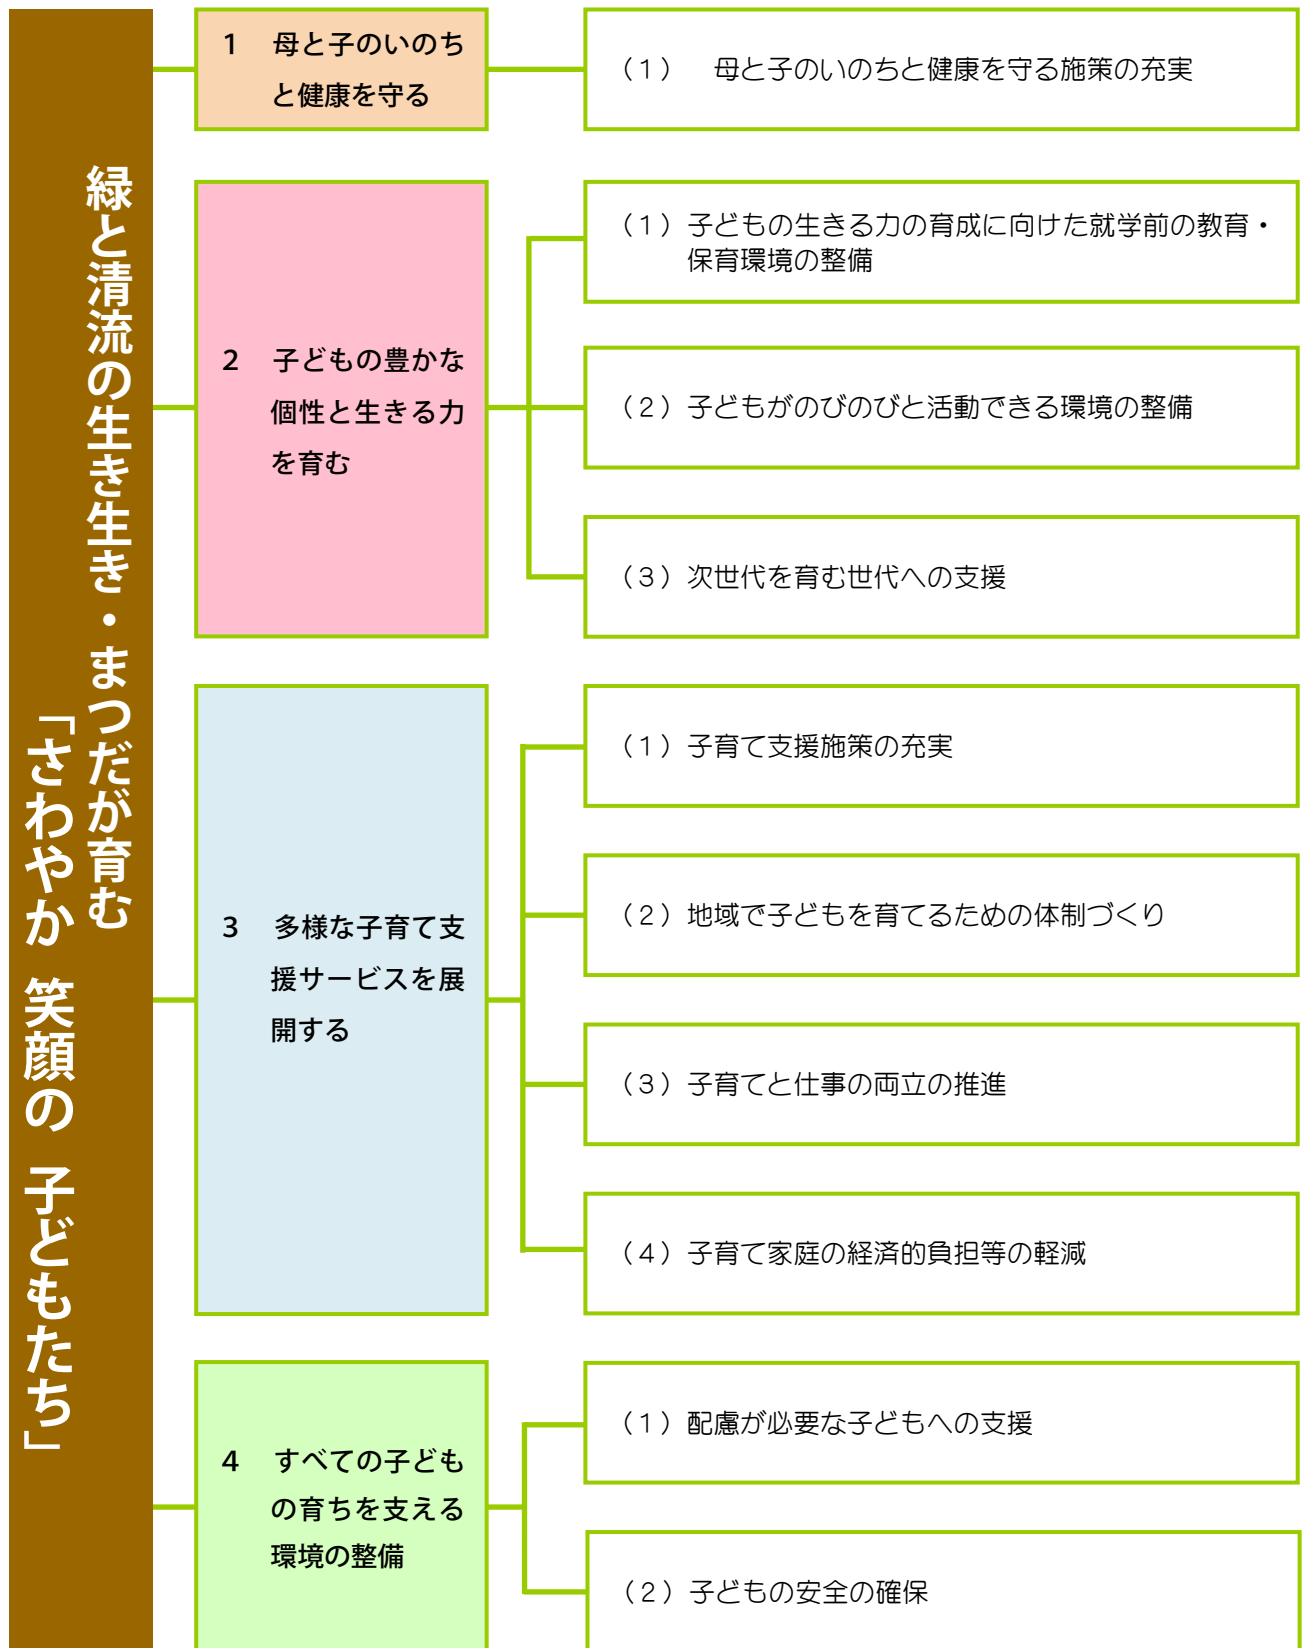 緑と清流の生き生き・まつだが育む
「さわやか 笑顔の 子どもたち」
1 母と子のいのち
と健康を守る
（1） 母と子のいのちと健康を守る施策の充実
2 子どもの豊かな
個性と生きる力
を育む
（1）子どもの生きる力の育成に向けた就学前の教育・
保育環境の整備
（2）子どもがのびのびと活動できる環境の整備
（3）次世代を育む世代への支援
3 多様な子育て支
援サービスを展
開する
（1）子育て支援施策の充実
（2）地域で子どもを育てるための体制づくり
（3）子育てと仕事の両立の推進
（4）子育て家庭の経済的負担等の軽減
4 すべての子ども
の育ちを支える
環境の整備
（1）配慮が必要な子どもへの支援
（2）子どもの安全の確保